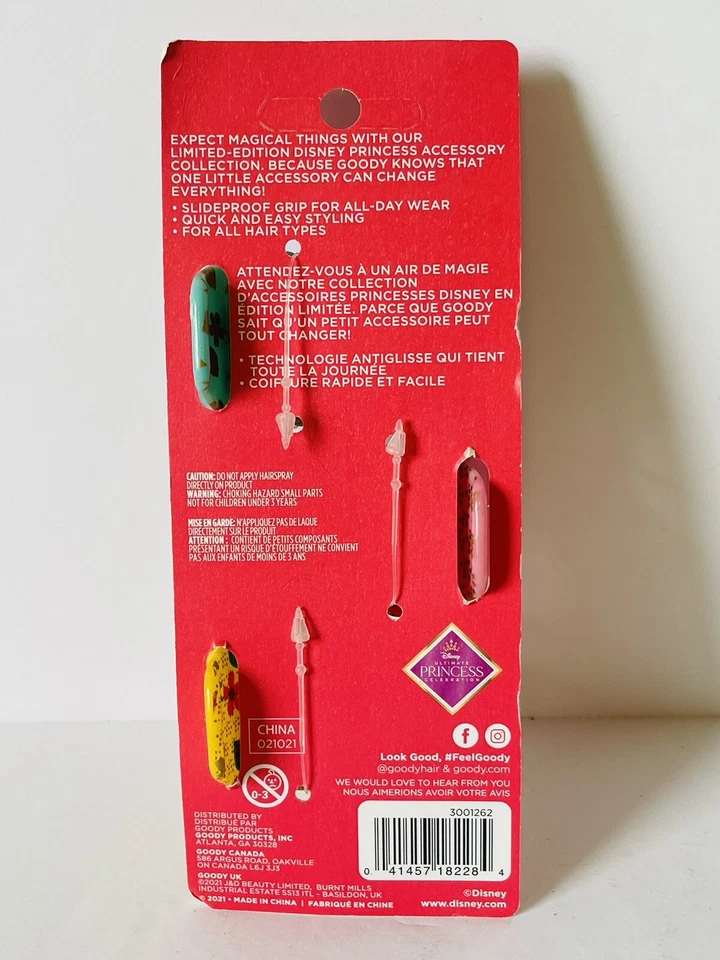 EXPECT MAGICAL THINGS WITH OUR
LIMITED-EDITION DISNEY PRINCESS ACCESSORY
COLLECTION. BECAUSE GOODY KNOWS THAT
ONE LITTLE ACCESSORY CAN CHANGE
EVERYTHING!
• SLIDEPROOF GRIP FOR ALL-DAY WEAR
• QUICK AND EASY STYLING
• FOR ALL HAIR TYPES
ATTENDEZ-VOUS À UN AIR DE MAGIE
AVEC NOTRE COLLECTION
D'ACCESSOIRES PRINCESSES DISNEY EN
ÉDITION LIMITÉE. PARCE QUE GOODY
SAIT QU'UN PETIT ACCESSOIRE PEUT
TOUT CHANGER!
• TECHNOLOGIE ANTIGLISSE QUI TIENT
TOUTE LA JOURNÉE
• COIFFURE RAPIDE ET FACILE
CAUTION: DO NOT APPLY HAIRSPRAY
DIRECTLY ON PRODUCT
WARNING: CHOKING HAZARD SMALL PARTS
NOT FOR CHILDREN UNDER 3 YEARS
MISE EN GARDE: N'APPLIQUEZ PAS DE LAQUE
DIRECTEMENT SUR LE PRODUIT
ATTENTION : CONTIENT DE PETITS COMPOSANTS
PRÉSENTANT UN RISQUE D'ÉTOUFFEMENT NE CONVIENT
PAS AUX ENFANTS DE MOINS DE 3 ANS
Disney
ULTIMATE
PRINCESS
CELEBRATION
CHINA
021021
0-3
f
Look Good, #FeelGoody
@goodyhair & goody.com
WE WOULD LOVE TO HEAR FROM YOU
NOUS AIMERIONS AVOIR VOTRE AVIS
DISTRIBUTED BY
DISTRIBUÉ PAR
GOODY PRODUCTS
GOODY PRODUCTS, INC
ATLANTA, GA 30328
GOODY CANADA
586 ARGUS ROAD, OAKVILLE
ON CANADA L6J 3J3
GOODY UK
©2021 J&D BEAUTY LIMITED, BURNT MILLS
INDUSTRIAL ESTATE SS13 ITL - BASILDON, UK
© 2021 • MADE IN CHINA | FABRIQUÉ EN CHINE
3001262
0 41457 18228 4
©Disney
www.disney.com